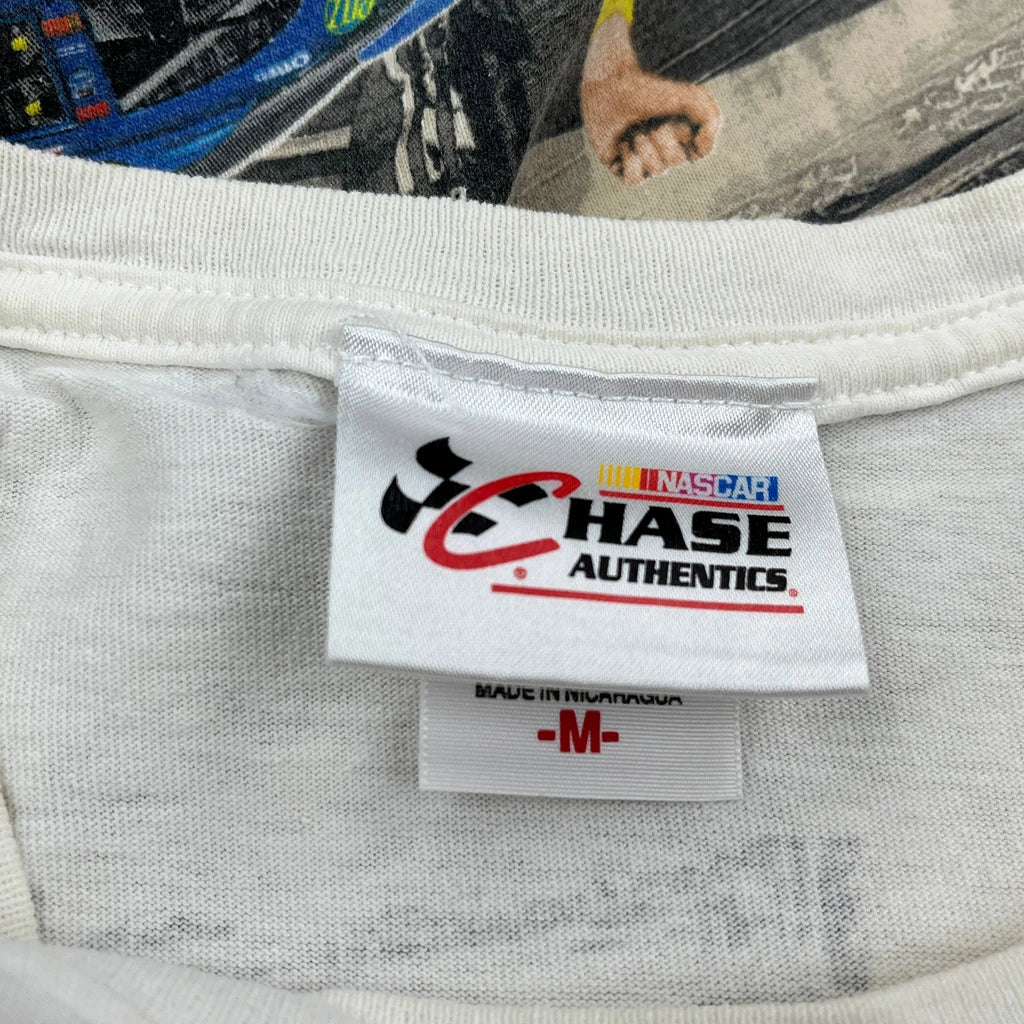 NASCAR
CHASE
AUTHENTICS
MADE IN NICARAGUA
-M-